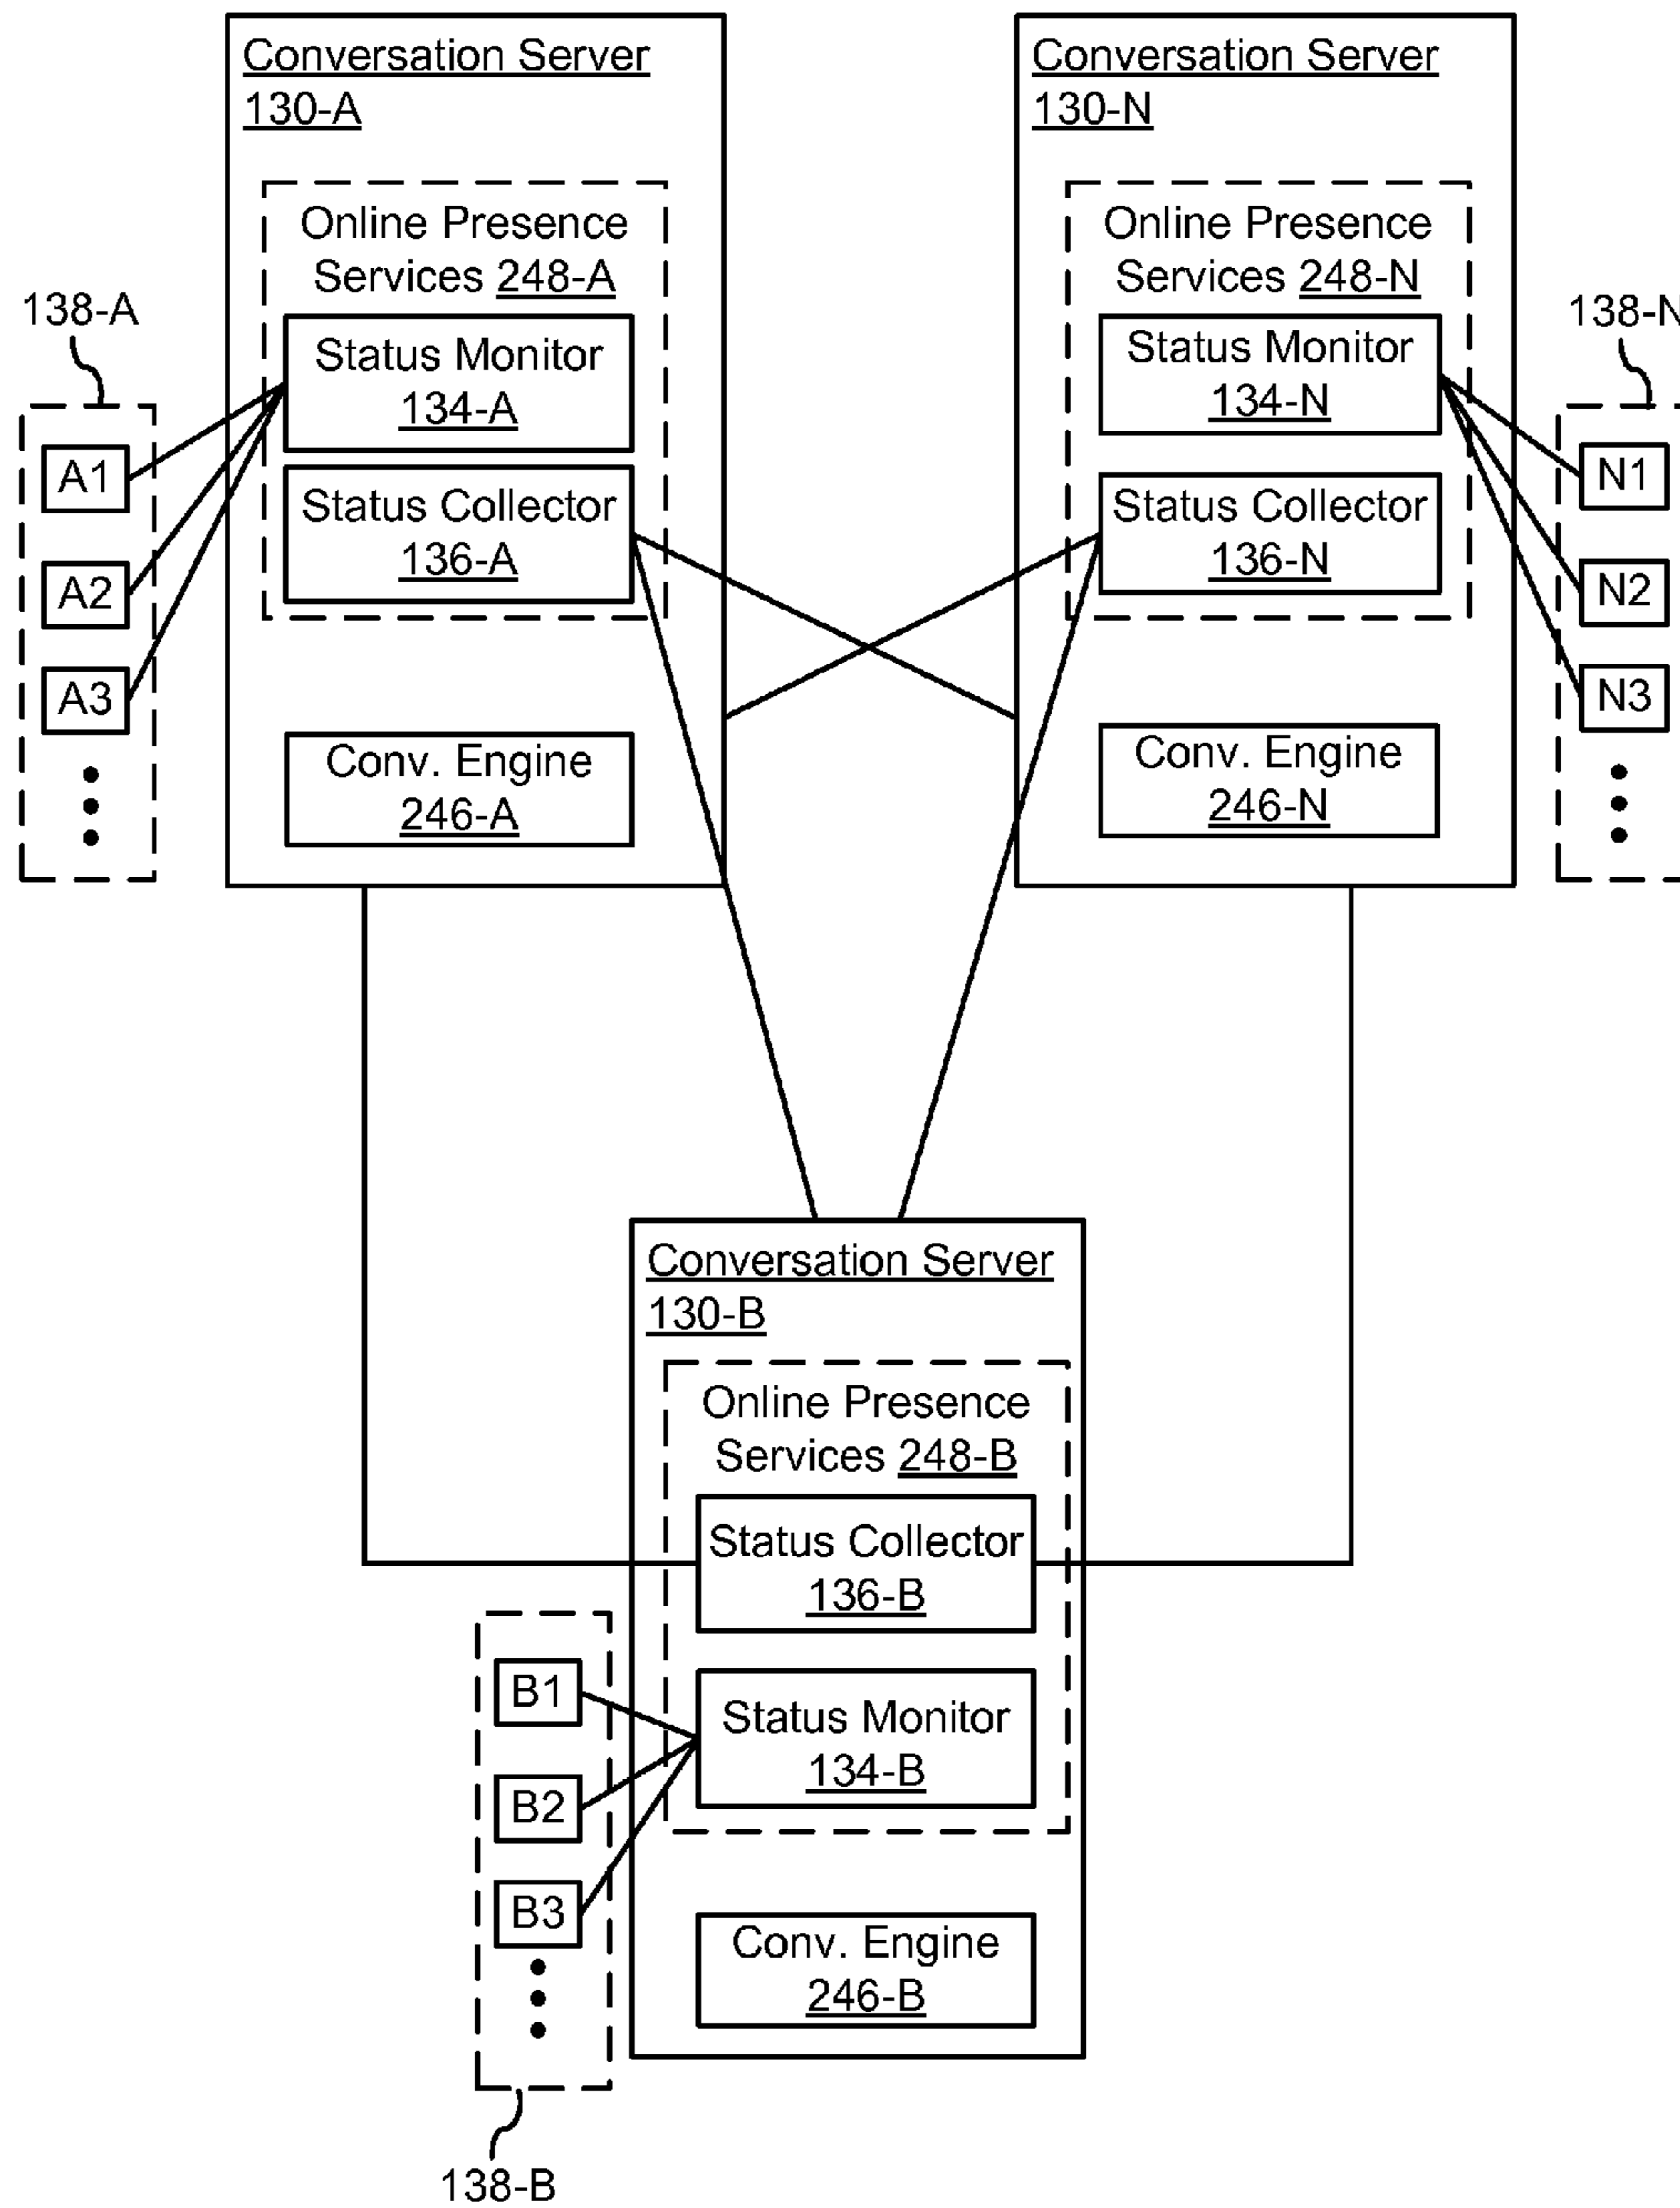 Conversation Server
130-A
Online Presence
Services 248-A
Status Monitor
134-A
Status Collector
136-A
Conv. Engine
246-A
138-A
A1
A2
A3
Conversation Server
130-N
Online Presence
Services 248-N
Status Monitor
134-N
Status Collector
136-N
Conv. Engine
246-N
138-N
N1
N2
N3
Conversation Server
130-B
Online Presence
Services 248-B
Status Collector
136-B
Status Monitor
134-B
Conv. Engine
246-B
B1
B2
B3
138-B